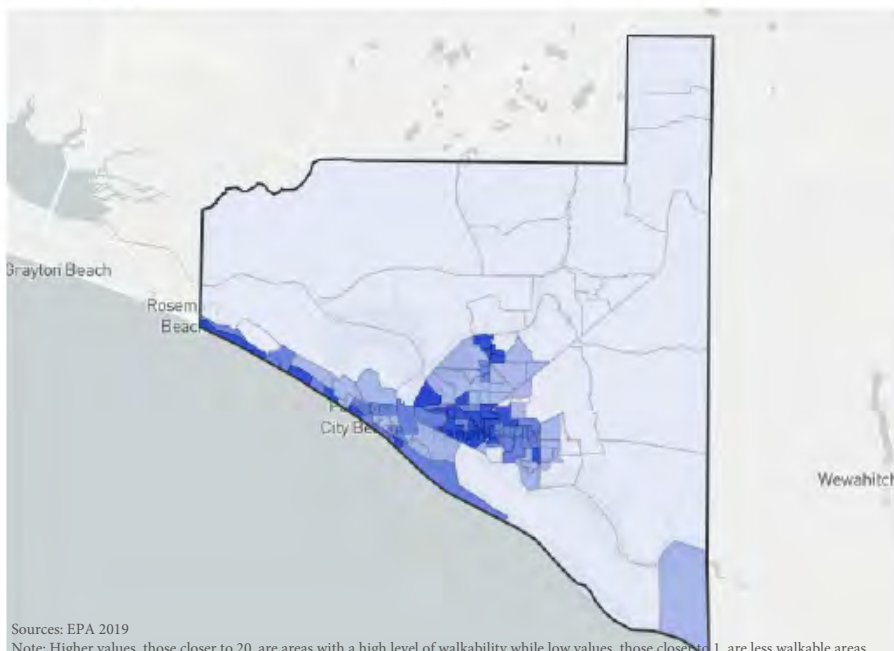 Grayton Beach
Rosem
Beach
City Be
Wewahitch
Sources: EPA 2019
Note: Higher values, those closer to 20, are areas with a high level of walkability while low values, those closer to 1, are less walkable areas.